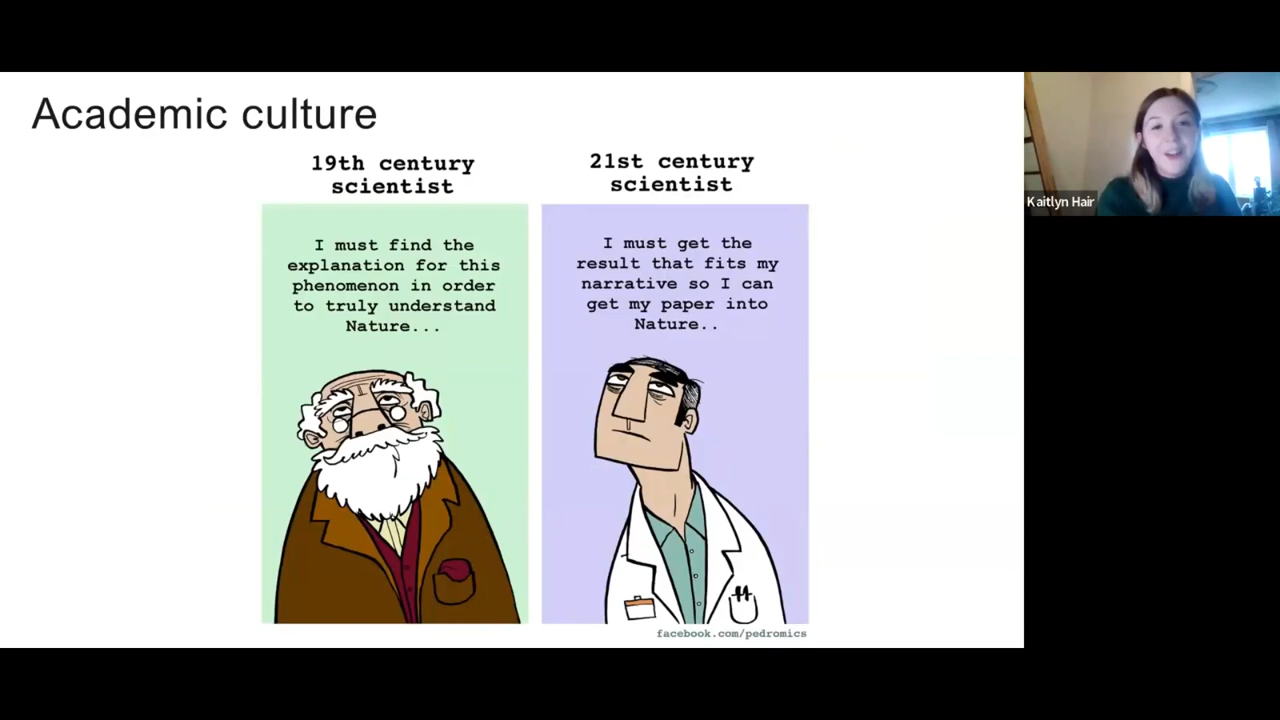 Academic culture
19th century
scientist
I must find the
explanation for this
phenomenon in order
to truly understand
Nature...
21st century
scientist
I must get the
result that fits my
narrative so I can
get my paper into
Nature..
facebook.com/pedromics
Kaitlyn Hair